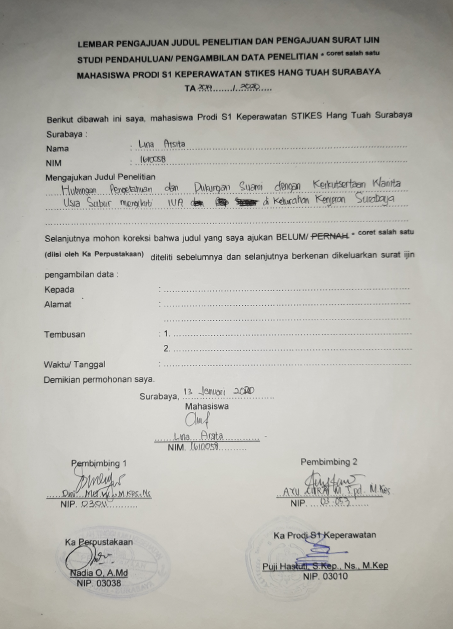 LEMBAR PENGAJUAN JUDUL PENELITIAN DAN PENGAJUAN SURAT IJIN
STUDI PENDAHULUAN/ PENGAMBILAN DATA PENELITIAN * coret salah satu
MAHASISWA PRODI S1 KEPERAWATAN STIKES HANG TUAH SURABAYA
TA 2019 / 2020
Berikut dibawah ini saya, mahasiswa Prodi S1 Keperawatan STIKES Hang Tuah Surabaya
Surabaya :
Nama : Lina Arsita
NIM : 1610058
Mengajukan Judul Penelitian
Hubungan Pengetahuan dan Dukungan Suami dengan Keikutsertaan Wanita
Usia Subur mengikuti IVA di Kelurahan Surabaya
Selanjutnya mohon koreksi bahwa judul yang saya ajukan BELUM/ PERNAH * coret salah satu
(diisi oleh Ka Perpustakaan) diteliti sebelumnya dan selanjutnya berkenan dikeluarkan surat ijin
pengambilan data :
Kepada :
Alamat :
Tembusan : 1.
2.
Waktu/ Tanggal :
Demikian permohonan saya.
Surabaya, 13 Januari 2020
Mahasiswa
Lina Arsita
NIM. 1610058
Pembimbing 1 Pembimbing 2
NIP. NIP.
Ka Perpustakaan Ka Prodi S1 Keperawatan
Nadia O, A.Md Puji Hastuti, S.Kep., Ns., M.Kep
NIP. 03038 NIP. 03010